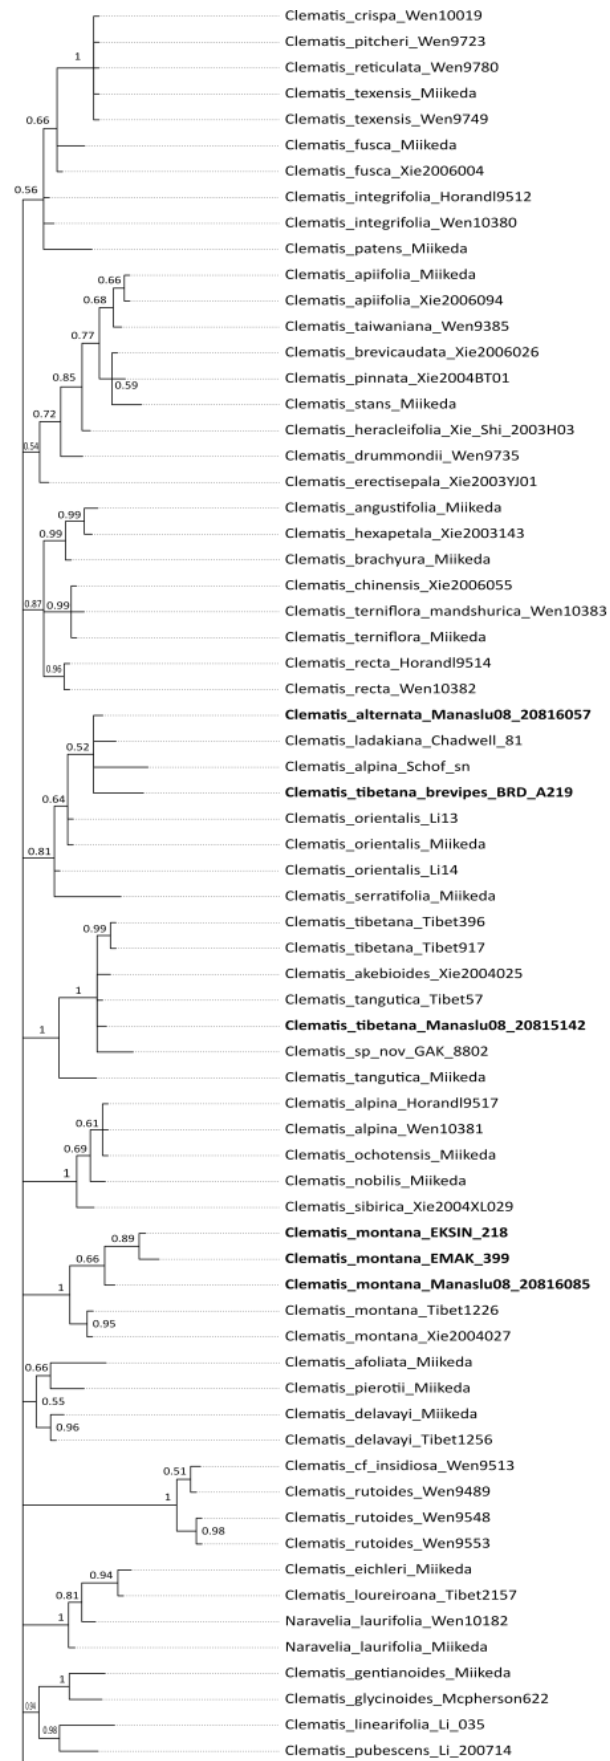 Clematis_crispa_Wen10019
Clematis_pitcheri_Wen9723
1
Clematis_reticulata_Wen9780
Clematis_texensis_Miikeda
0.66
Clematis_texensis_Wen9749
Clematis_fusca_Miikeda
Clematis_fusca_Xie2006004
0.56
Clematis_integrifolia_Horandl9512
Clematis_integrifolia_Wen10380
Clematis_patens_Miikeda
0.66
Clematis_apiifolia_Miikeda
0.68
Clematis_apiifolia_Xie2006094
Clematis_taiwaniana_Wen9385
0.77
Clematis_brevicaudata_Xie2006026
0.85
Clematis_pinnata_Xie2004BT01
0.59
Clematis_stans_Miikeda
0.72
Clematis_heracleifolia_Xie_Shi_2003H03
0.54
Clematis_drummondii_Wen9735
Clematis_erectisepala_Xie2003YJ01
0.99
Clematis_angustifolia_Miikeda
0.99
Clematis_hexapetala_Xie2003143
Clematis_brachyura_Miikeda
Clematis_chinensis_Xie2006055
0.87 0.99
Clematis_terniflora_mandshurica_Wen10383
Clematis_terniflora_Miikeda
0.96
Clematis_recta_Horandl9514
Clematis_recta_Wen10382
Clematis_alternata_Manaslu08_20816057
0.52
Clematis_ladakiana_Chadwell_81
Clematis_alpina_Schof_sn
Clematis_tibetana_brevipes_BRD_A219
0.64
Clematis_orientalis_Li13
Clematis_orientalis_Miikeda
0.81
Clematis_orientalis_Li14
Clematis_serratifolia_Miikeda
0.99
Clematis_tibetana_Tibet396
Clematis_tibetana_Tibet917
Clematis_akebioides_Xie2004025
1
Clematis_tangutica_Tibet57
Clematis_tibetana_Manaslu08_20815142
1
Clematis_sp_nov_GAK_8802
Clematis_tangutica_Miikeda
Clematis_alpina_Horandl9517
0.61
Clematis_alpina_Wen10381
0.69
Clematis_ochotensis_Miikeda
1
Clematis_nobilis_Miikeda
Clematis_sibirica_Xie2004XL029
0.89
Clematis_montana_EKSIN_218
0.66
Clematis_montana_EMAK_399
1
Clematis_montana_Manaslu08_20816085
Clematis_montana_Tibet1226
0.95
Clematis_montana_Xie2004027
0.66
Clematis_afoliata_Miikeda
Clematis_pierotii_Miikeda
0.55
Clematis_delavayi_Miikeda
0.96
Clematis_delavayi_Tibet1256
0.51
Clematis_cf_insidiosa_Wen9513
Clematis_rutoides_Wen9489
1
Clematis_rutoides_Wen9548
0.98
Clematis_rutoides_Wen9553
0.94
Clematis_eichleri_Miikeda
0.81
Clematis_loureiroana_Tibet2157
1
Naravelia_laurifolia_Wen10182
Naravelia_laurifolia_Miikeda
1
Clematis_gentianoides_Miikeda
Clematis_glycinoides_Mcpherson622
0.94
0.98
Clematis_linearifolia_Li_035
Clematis_pubescens_Li_200714